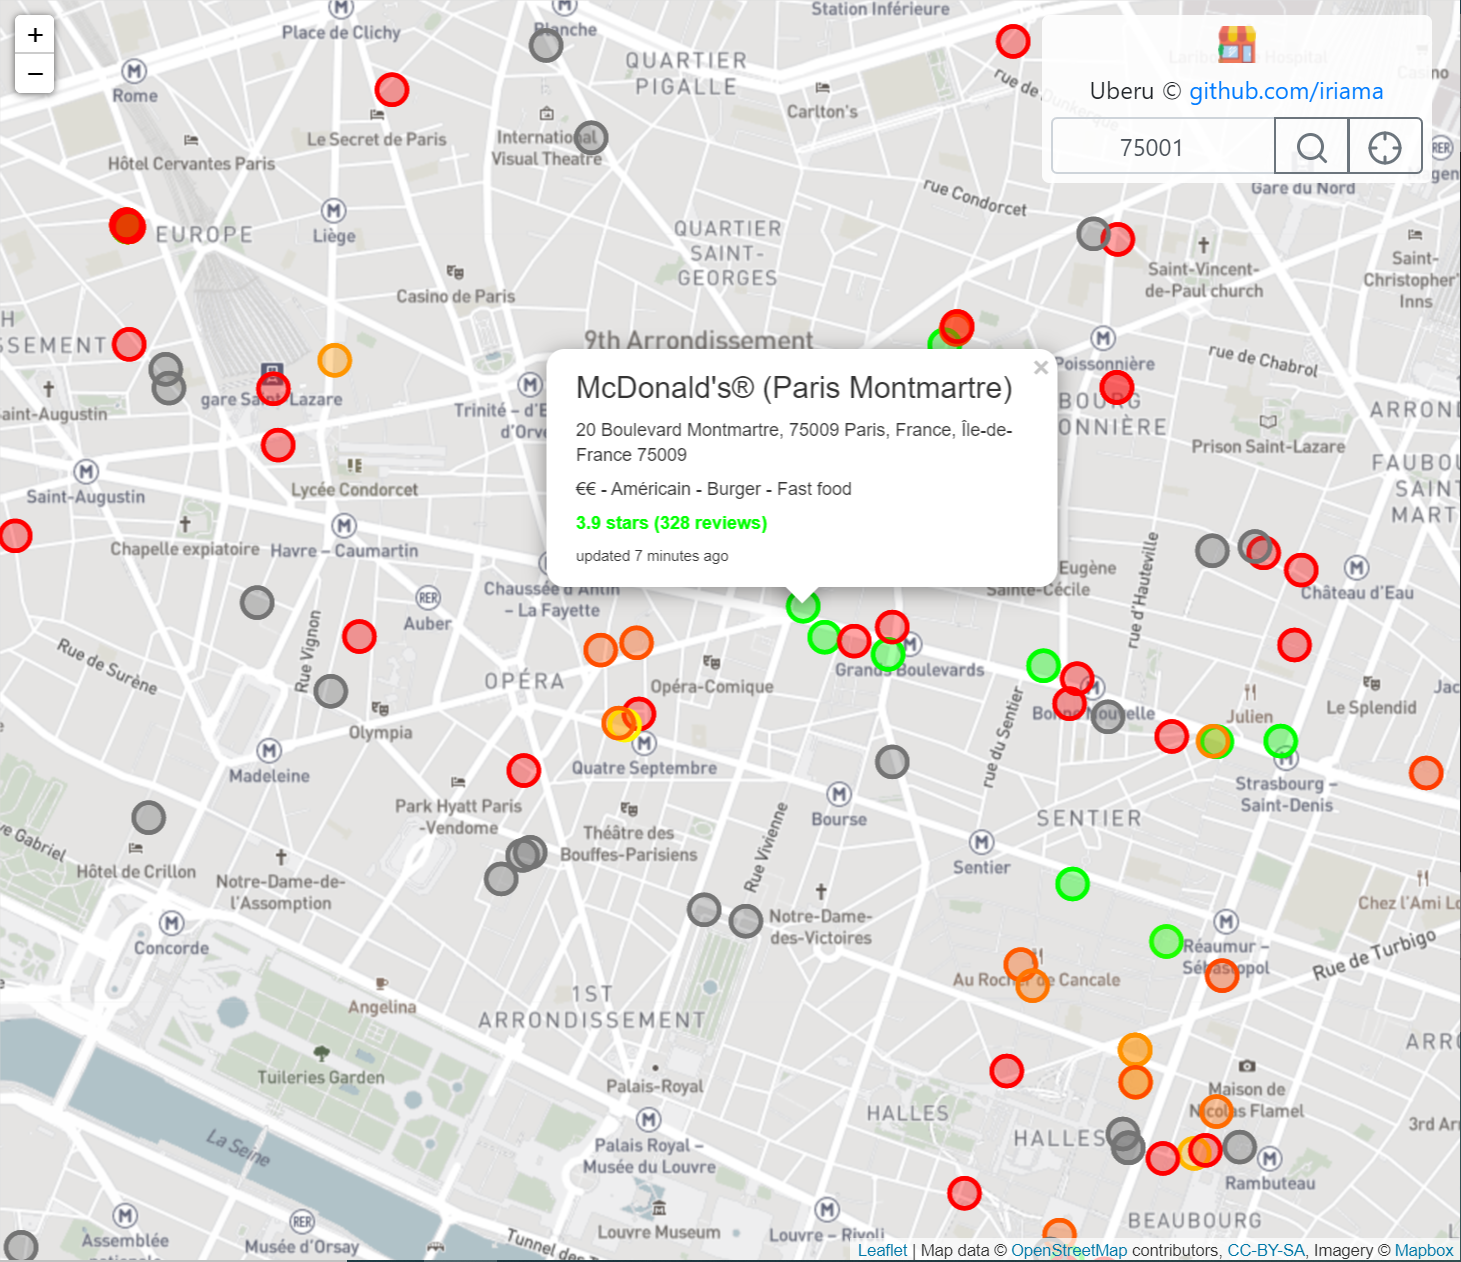 +
−
Uberu © github.com/iriama
75001
Station Inférieure
Place de Clichy
Blanche
QUARTIER
PIGALLE
Rome
Carlton's
Le Secret de Paris
International
Visual Theatre
Hôtel Cervantes Paris
rue de Dunkerque
Gare du Nord
RER
rue Condorcet
EUROPE
Liège
QUARTIER
SAINT-
GEORGES
Casino de Paris
Saint-Vincent-
de-Paul church
Saint-
Christopher'
Inns
9th Arrondissement
SSEMENT
Poissonnière
rue de Chabrol
gare Saint-Lazare
aint-Augustin
Trinité – d'E
d'Orve
McDonald's® (Paris Montmartre)
×
20 Boulevard Montmartre, 75009 Paris, France, Île-de-
France 75009
€€ - Américain - Burger - Fast food
3.9 stars (328 reviews)
updated 7 minutes ago
BOURG
ONNIÈRE
ARRON
Prison Saint-Lazare
FAUBOU
SAINT
MART
Saint-Augustin
Lycée Condorcet
Chapelle expiatoire
Havre – Caumartin
Chaussée d'Antin
– La Fayette
Eugène
Sainte-Cécile
rue d'Hauteville
Château d'Eau
RER
Auber
Rue Vignon
Rue de Surène
OPÉRA
Opéra-Comique
Grands Boulevards
Bonne Nouvelle
Julien
Le Splendid
Jac
Olympia
Madeleine
Quatre Septembre
rue du Sentier
Strasbourg –
Saint-Denis
Park Hyatt Paris
-Vendome
Théâtre des
Bouffes-Parisiens
Bourse
SENTIER
ve Gabriel
Hôtel de Crillon
Notre-Dame-de-
l'Assomption
Rue Vivienne
Sentier
Chez l'Ami Lo
Concorde
Notre-Dame-
des-Victoires
Réaumur –
Sébastopol
Rue de Turbigo
Au Rocher de Cancale
Angelina
1ST
ARRONDISSEMENT
ARRO
Tuileries Garden
Palais-Royal
Maison de
Nicolas Flamel
HALLES
HALLES
3rd Arr
La Seine
Palais Royal –
Musée du Louvre
Rambuteau
Assemblée
nationale
RER
Musée d'Orsay
Louvre Museum
Louvre – Rivoli
BEAUBOURG
Tunnel des
Leaflet | Map data © OpenStreetMap contributors, CC-BY-SA, Imagery © Mapbox